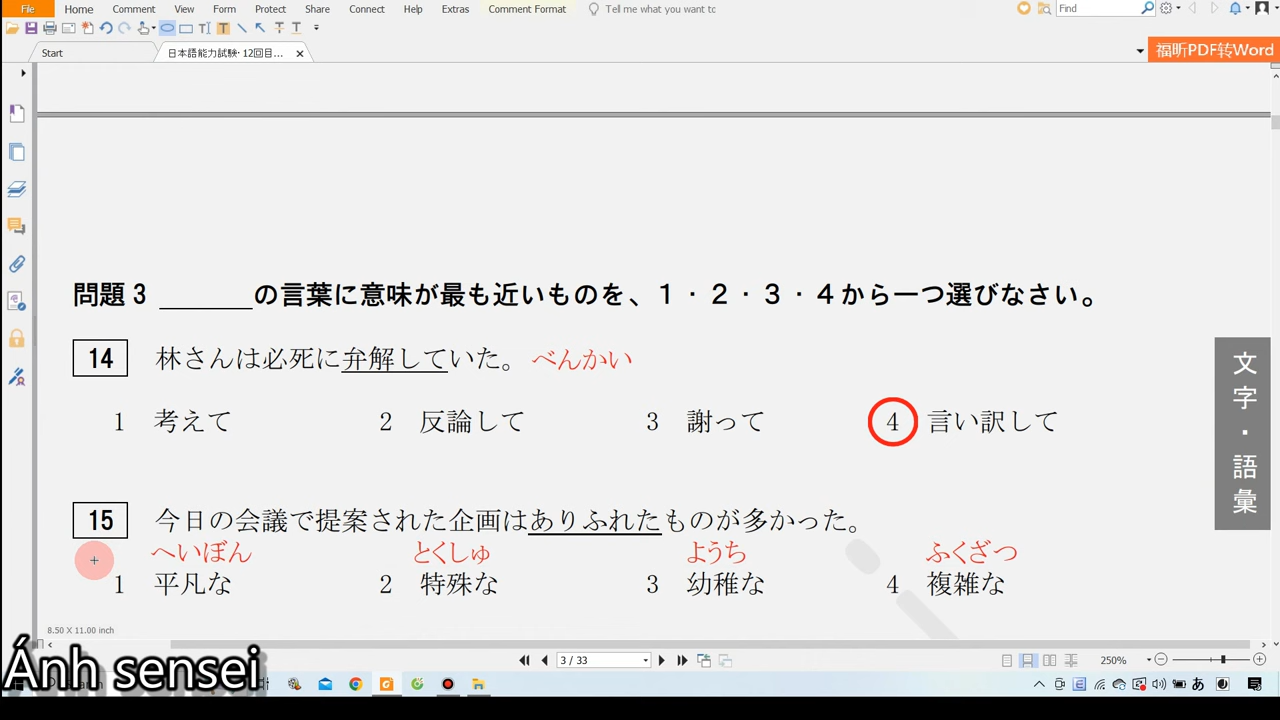 File Home Comment View Form Protect Share Connect Help Extras Comment Format Tell me what you want to Find
Start 日本語能力試験- 12回目... 福昕PDF转Word
問題３ ______の言葉に意味が最も近いものを、１・２・３・４から一つ選びなさい。
14 林さんは必死に弁解していた。 べんかい
1 考えて 2 反論して 3 謝って 4 言い訳して
15 今日の会議で提案された企画はありふれたものが多かった。
へいぼん とくしゅ ようち ふくざつ
1 平凡な 2 特殊な 3 幼稚な 4 複雑な
文字・語彙
8.50 X 11.00 inch
3 / 33 250%
Ánh sensei
あ